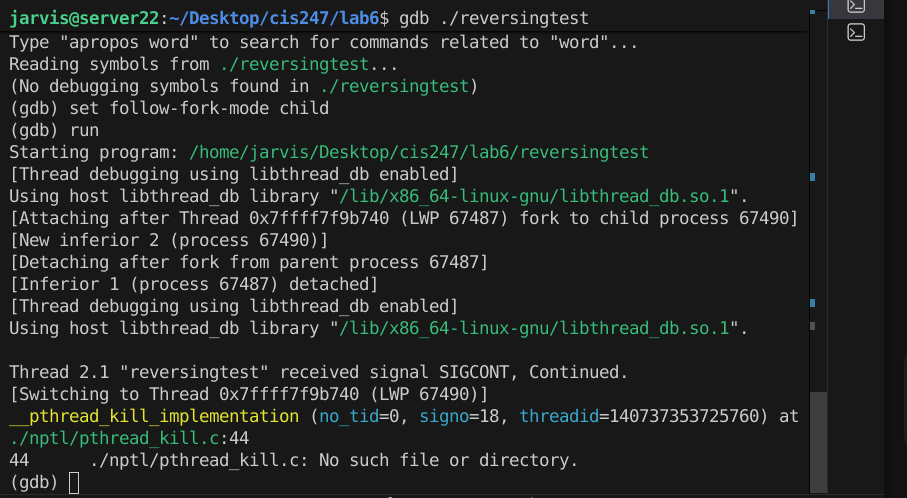 jarvis@server22:~/Desktop/cis247/lab6$ gdb ./reversingtest
Type "apropos word" to search for commands related to "word"...
Reading symbols from ./reversingtest...
(No debugging symbols found in ./reversingtest)
(gdb) set follow-fork-mode child
(gdb) run
Starting program: /home/jarvis/Desktop/cis247/lab6/reversingtest
[Thread debugging using libthread_db enabled]
Using host libthread_db library "/lib/x86_64-linux-gnu/libthread_db.so.1".
[Attaching after Thread 0x7ffff7f9b740 (LWP 67487) fork to child process 67490]
[New inferior 2 (process 67490)]
[Detaching after fork from parent process 67487]
[Inferior 1 (process 67487) detached]
[Thread debugging using libthread_db enabled]
Using host libthread_db library "/lib/x86_64-linux-gnu/libthread_db.so.1".
Thread 2.1 "reversingtest" received signal SIGCONT, Continued.
[Switching to Thread 0x7ffff7f9b740 (LWP 67490)]
__pthread_kill_implementation (no_tid=0, signo=18, threadid=140737353725760) at
./nptl/pthread_kill.c:44
44      ./nptl/pthread_kill.c: No such file or directory.
(gdb)